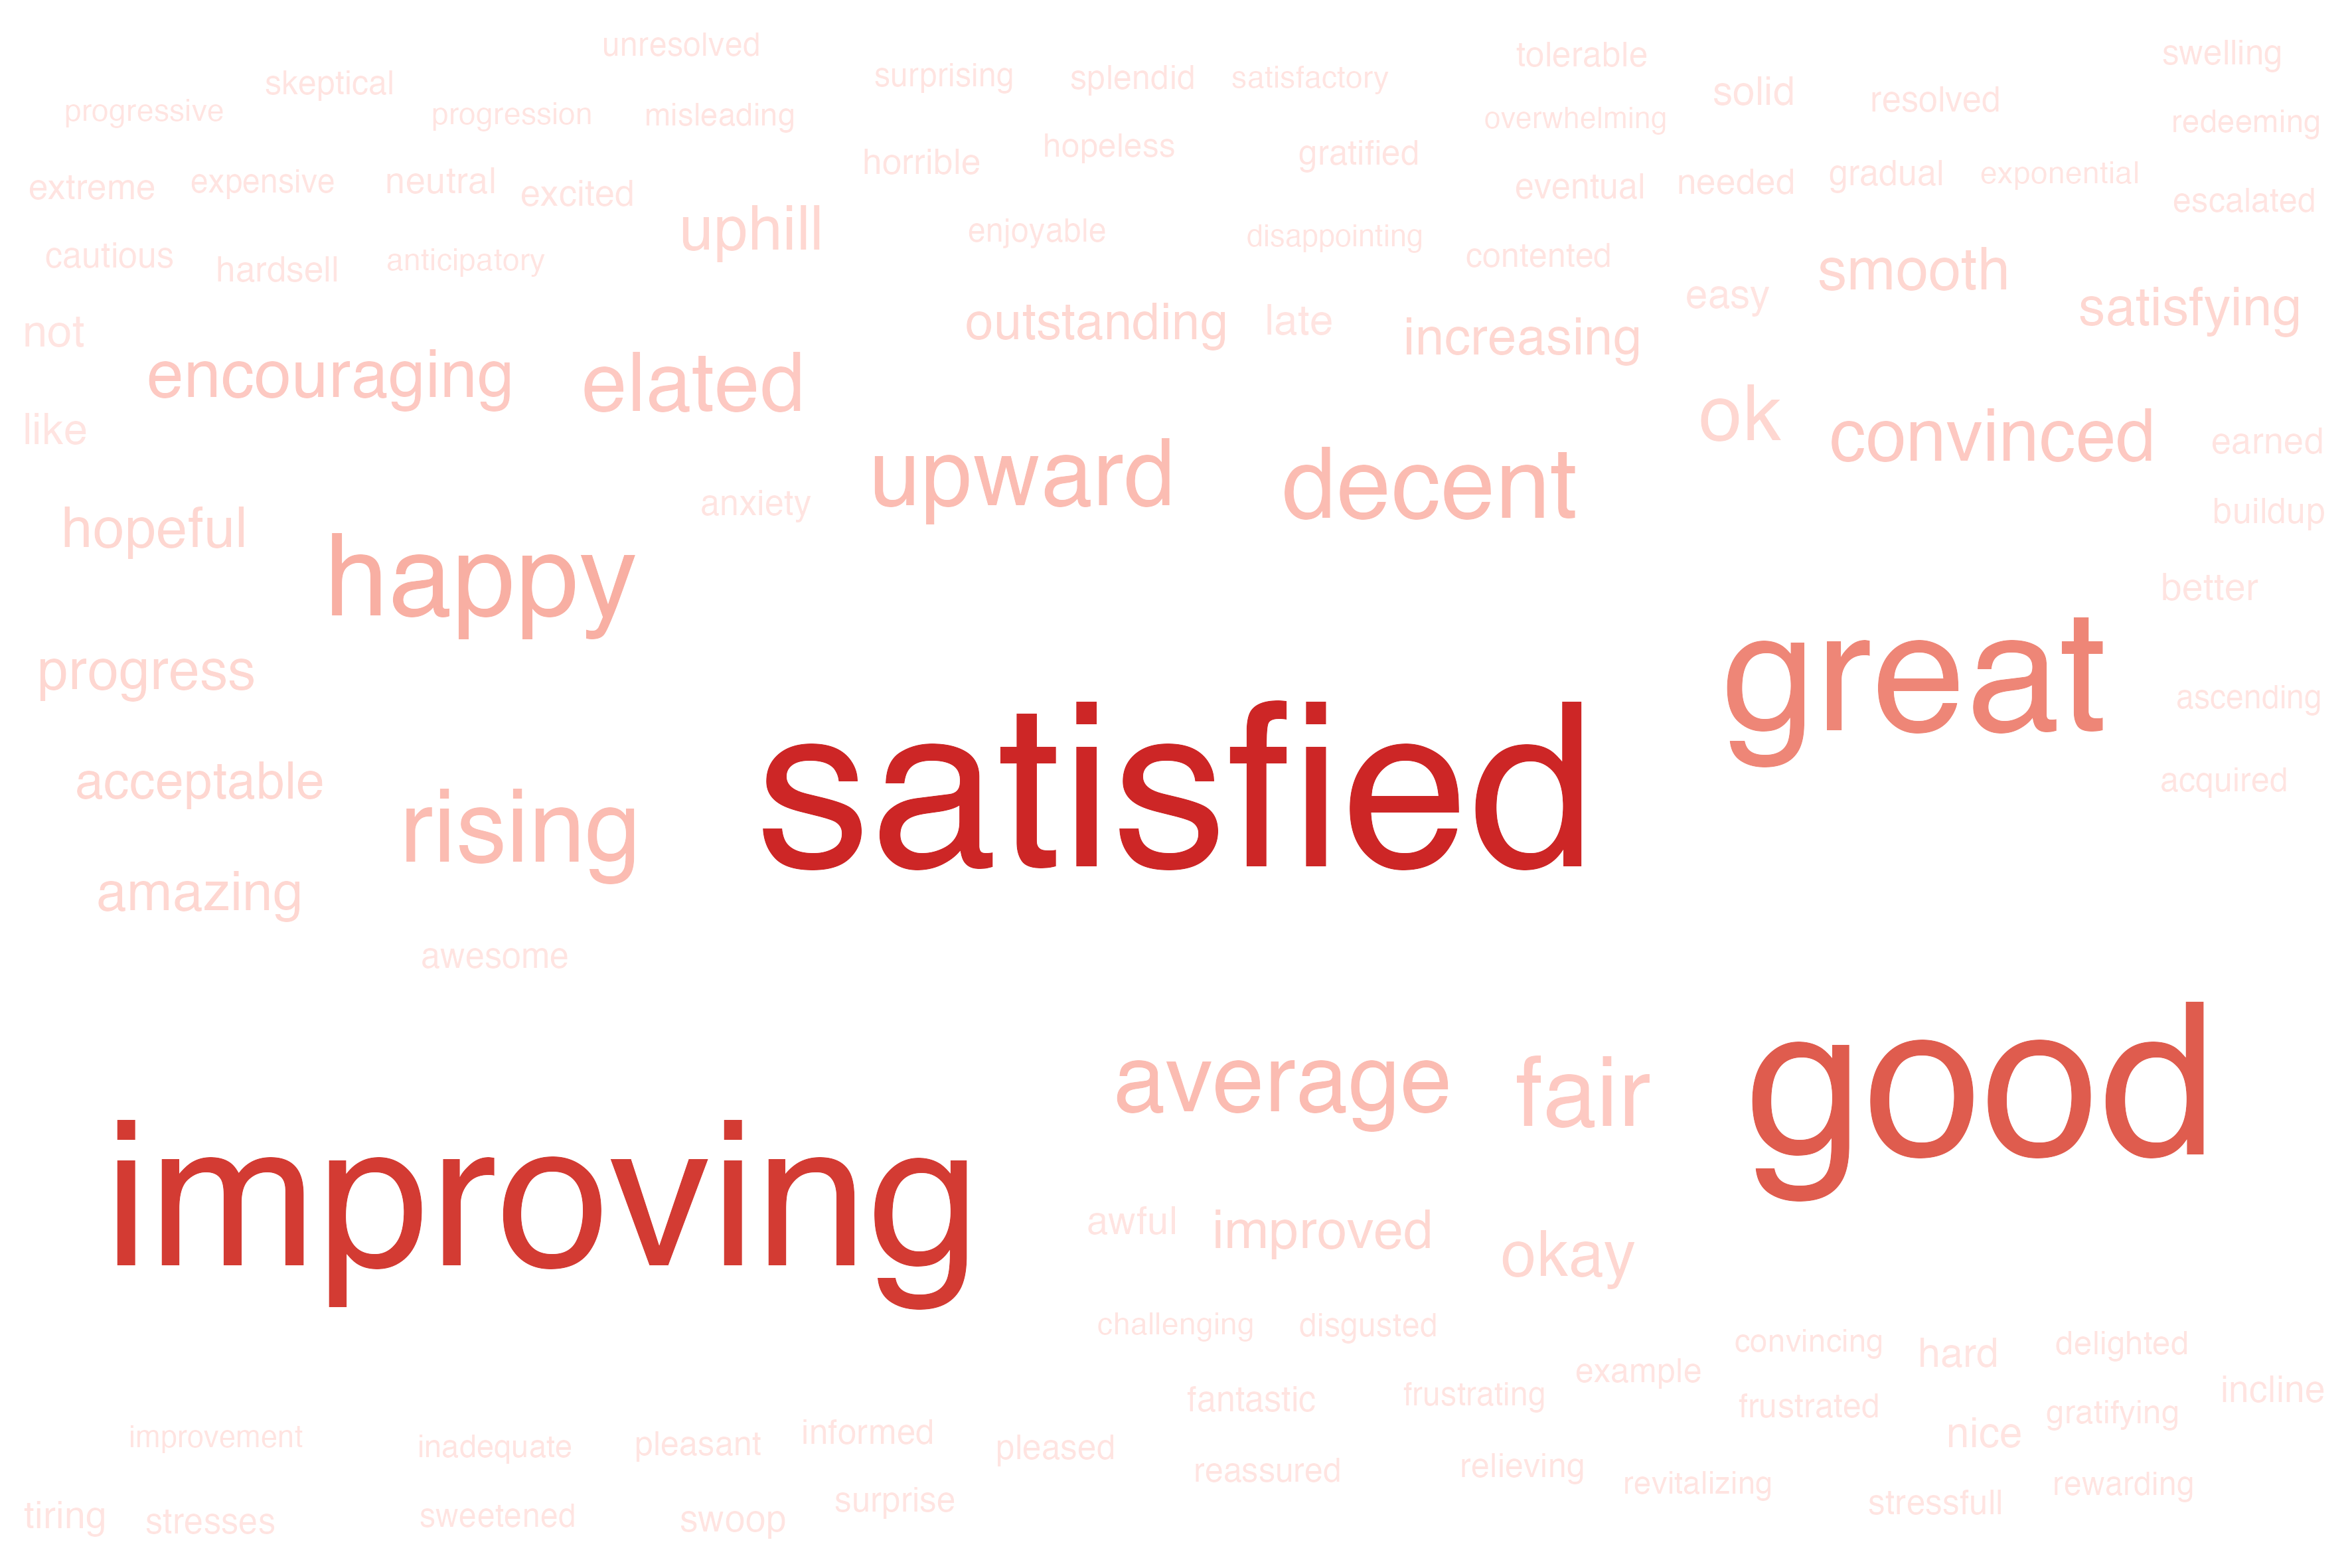 unresolved
skeptical
surprising
splendid
satisfactory
tolerable
solid
resolved
swelling
progressive
progression
misleading
hopeless
overwhelming
redeeming
horrible
gratified
extreme
expensive
neutral
excited
eventual
needed
gradual
exponential
escalated
uphill
enjoyable
disappointing
contented
cautious
hardsell
anticipatory
smooth
not
outstanding
late
increasing
easy
satisfying
encouraging
elated
ok
convinced
like
earned
upward
decent
anxiety
buildup
hopeful
happy
better
progress
great
ascending
acceptable
rising
satisfied
acquired
amazing
awesome
average
fair
good
improving
awful
improved
okay
challenging
disgusted
convincing
hard
delighted
example
fantastic
frustrating
frustrated
gratifying
incline
improvement
inadequate
pleasant
informed
pleased
nice
reassured
relieving
revitalizing
rewarding
tiring
stresses
sweetened
swoop
surprise
stressfull